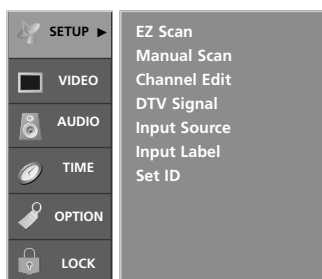 SETUP ►
VIDEO
AUDIO
TIME
OPTION
LOCK
EZ Scan
Manual Scan
Channel Edit
DTV Signal
Input Source
Input Label
Set ID